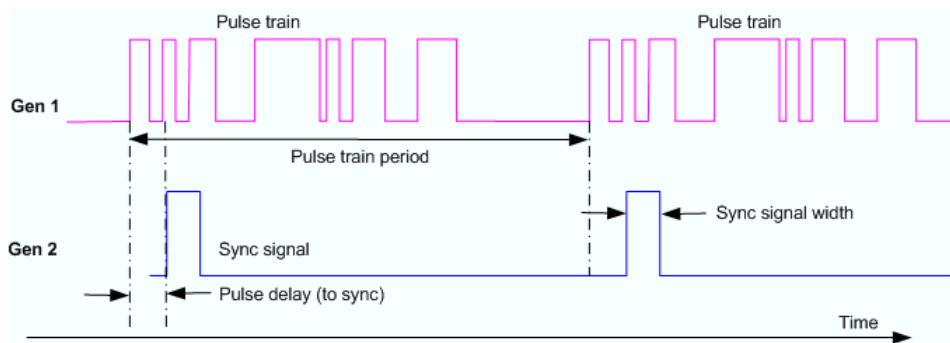 Pulse train
Pulse train
Gen 1
Pulse train period
Sync signal width
Gen 2
Sync signal
Pulse delay (to sync)
Time